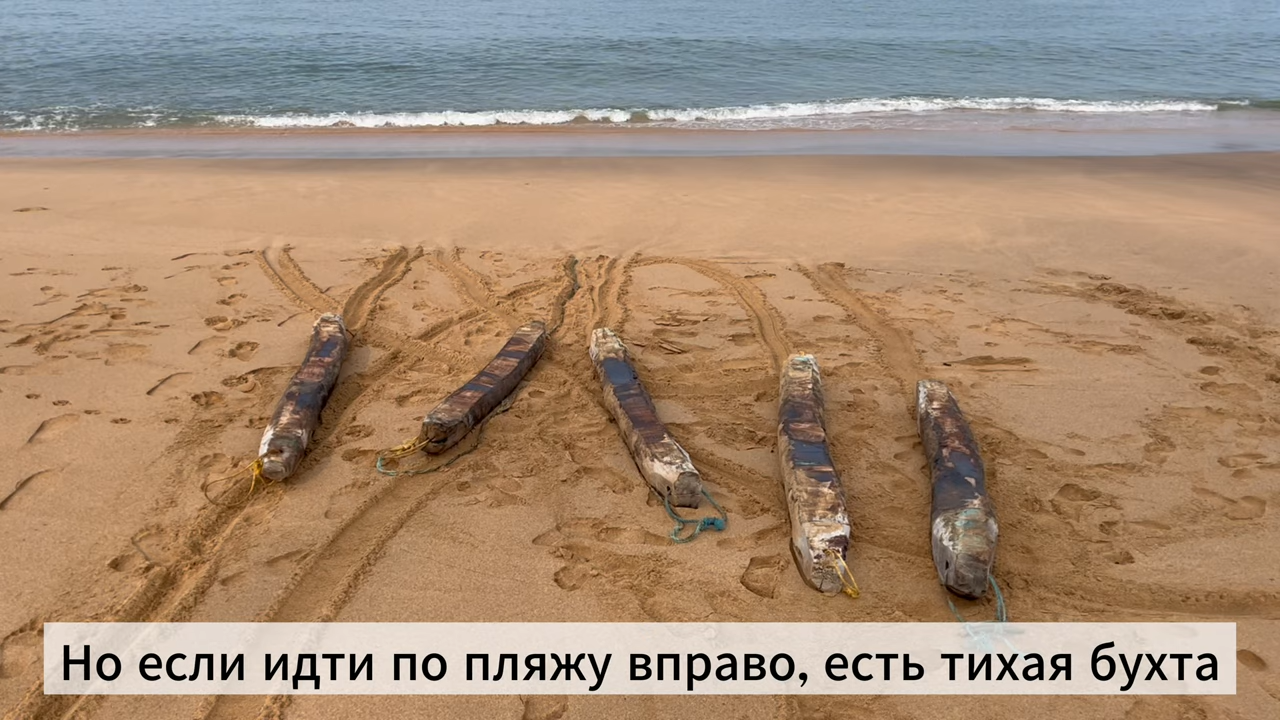 Но если идти по пляжу вправо, есть тихая бухта